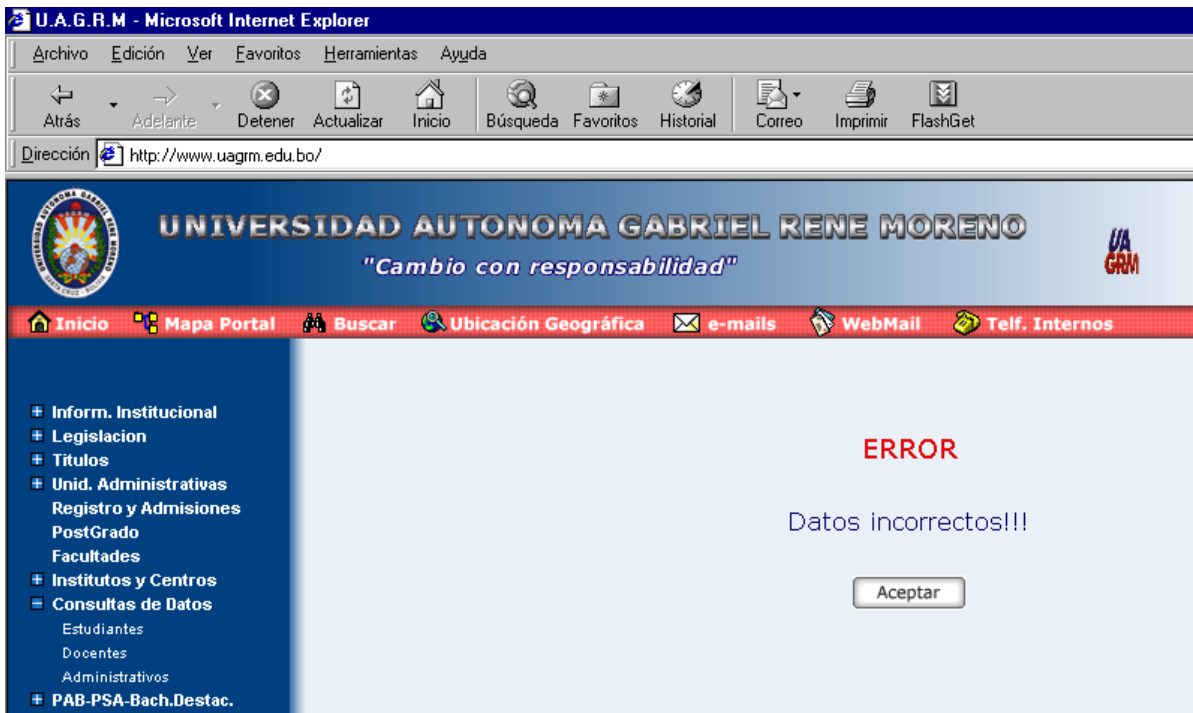 U.A.G.R.M - Microsoft Internet Explorer
Archivo Edición Ver Favoritos Herramientas Ayuda
Atrás Adelante Detener Actualizar Inicio Búsqueda Favoritos Historial Correo Imprimir FlashGet
Dirección http://www.uagrm.edu.bo/
UNIVERSIDAD AUTONOMA GABRIEL RENE MORENO
"Cambio con responsabilidad"
UAGRM
Inicio Mapa Portal Buscar Ubicación Geográfica e-mails WebMail Telf. Internos
Inform. Institucional
Legislacion
Titulos
Unid. Administrativas
Registro y Admisiones
PostGrado
Facultades
Institutos y Centros
Consultas de Datos
Estudiantes
Docentes
Administrativos
PAB-PSA-Bach.Destac.
ERROR
Datos incorrectos!!!
Aceptar